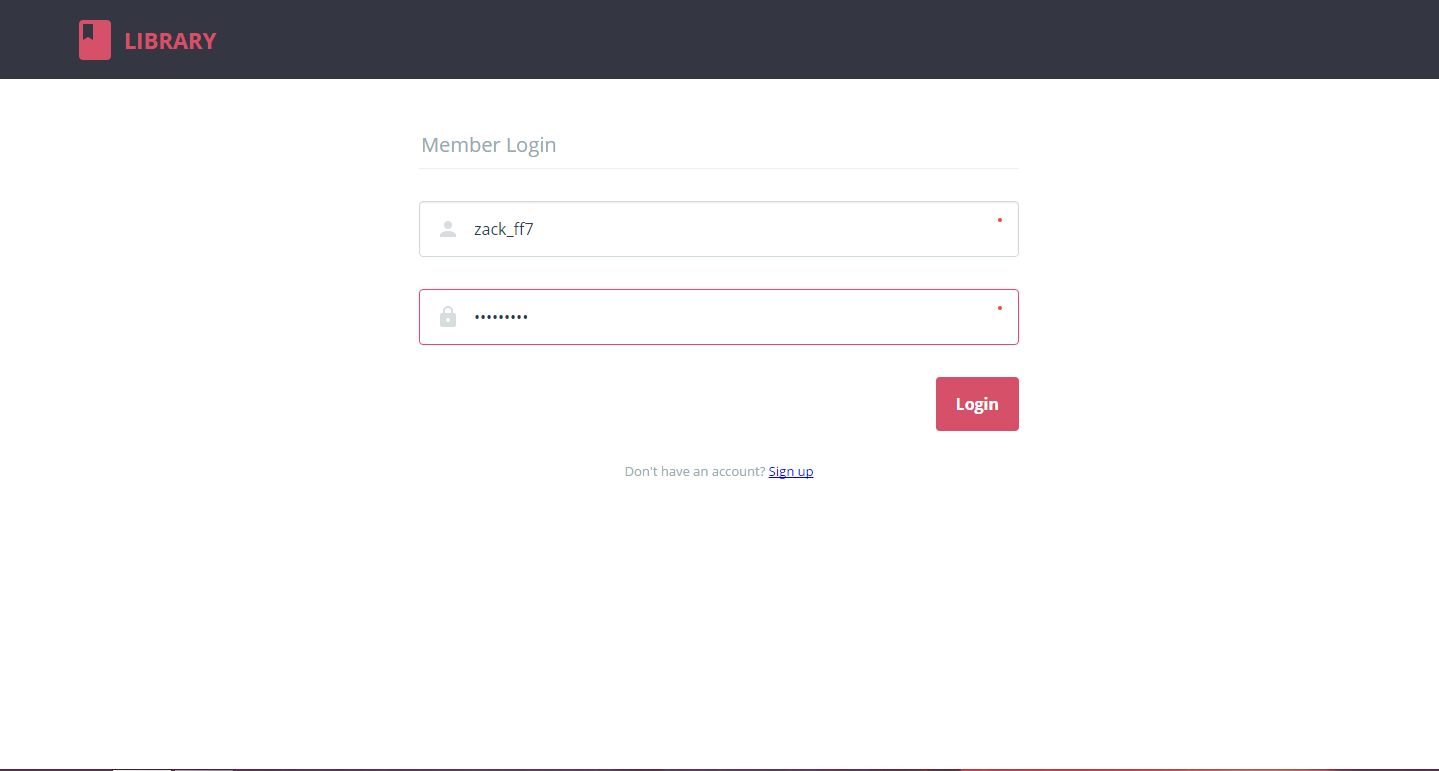 LIBRARY
Member Login
zack_ff7
•••••••••
Login
Don't have an account? Sign up